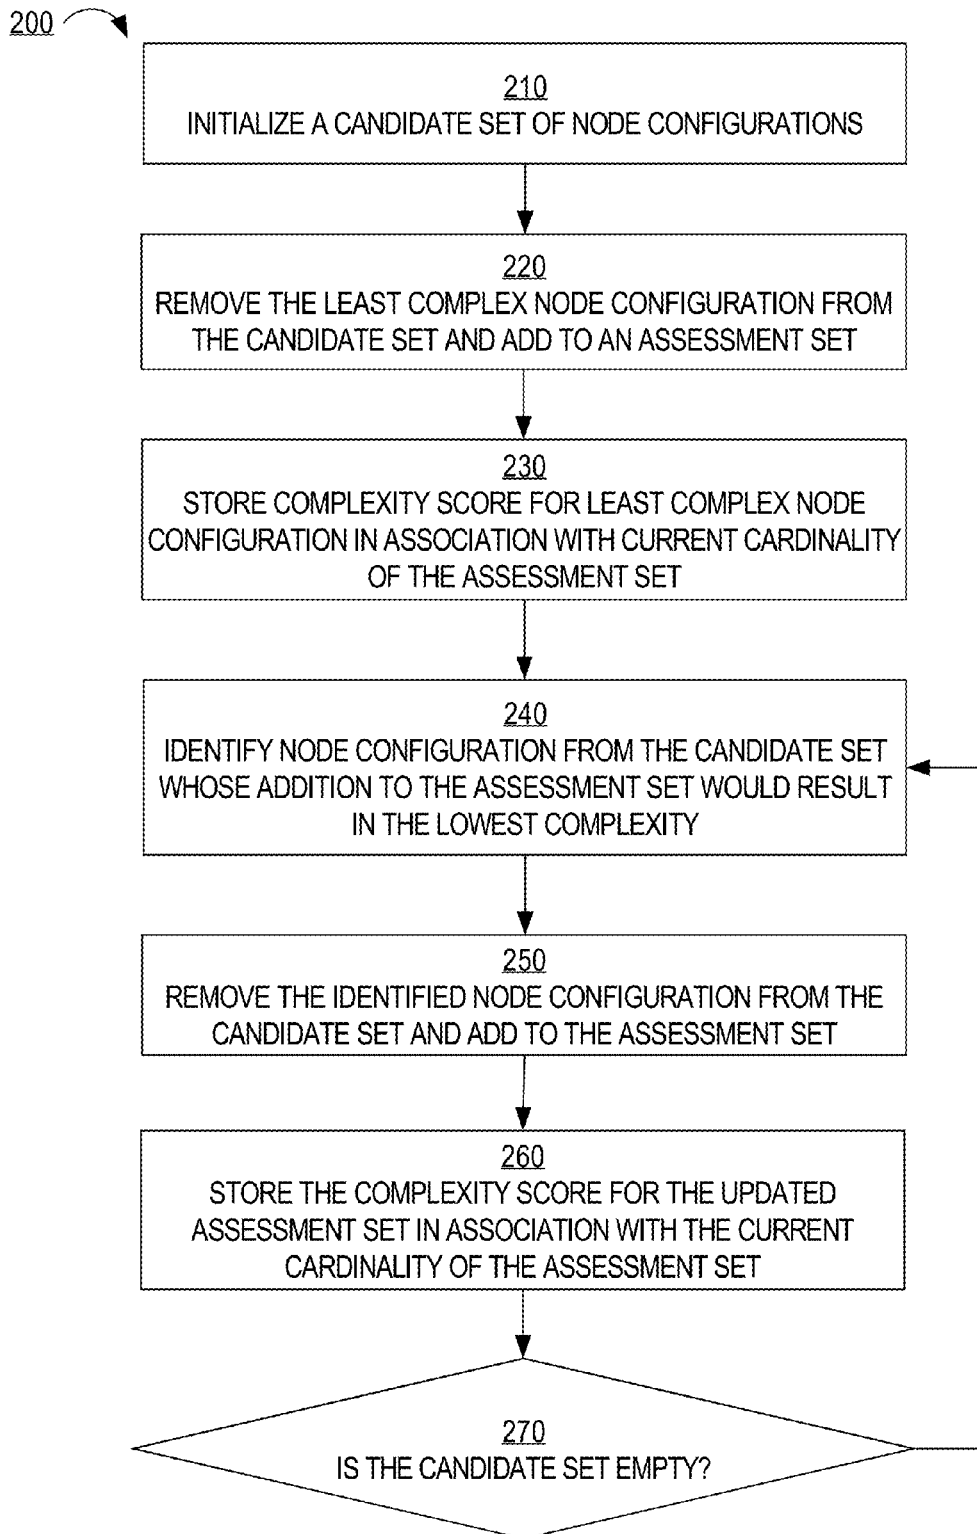 200
210
INITIALIZE A CANDIDATE SET OF NODE CONFIGURATIONS
220
REMOVE THE LEAST COMPLEX NODE CONFIGURATION FROM
THE CANDIDATE SET AND ADD TO AN ASSESSMENT SET
230
STORE COMPLEXITY SCORE FOR LEAST COMPLEX NODE
CONFIGURATION IN ASSOCIATION WITH CURRENT CARDINALITY
OF THE ASSESSMENT SET
240
IDENTIFY NODE CONFIGURATION FROM THE CANDIDATE SET
WHOSE ADDITION TO THE ASSESSMENT SET WOULD RESULT
IN THE LOWEST COMPLEXITY
250
REMOVE THE IDENTIFIED NODE CONFIGURATION FROM THE
CANDIDATE SET AND ADD TO THE ASSESSMENT SET
260
STORE THE COMPLEXITY SCORE FOR THE UPDATED
ASSESSMENT SET IN ASSOCIATION WITH THE CURRENT
CARDINALITY OF THE ASSESSMENT SET
270
IS THE CANDIDATE SET EMPTY?